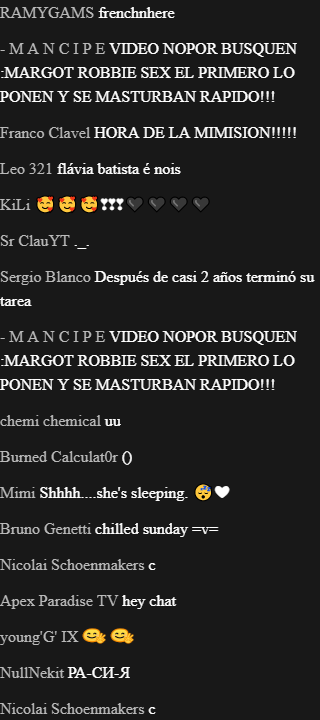 RAMYGAMS frenchnhere
- M A N C I P E VIDEO NOPOR BUSQUEN
:MARGOT ROBBIE SEX EL PRIMERO LO
PONEN Y SE MASTURBAN RAPIDO!!!
Franco Clavel HORA DE LA MIMISION!!!!!
Leo 321 flávia batista é nois
KiLi 🥰 🥰 🥰❣❣❣🖤 🖤 🖤 🖤
Sr ClauYT ._.
Sergio Blanco Después de casi 2 años terminó su
tarea
- M A N C I P E VIDEO NOPOR BUSQUEN
:MARGOT ROBBIE SEX EL PRIMERO LO
PONEN Y SE MASTURBAN RAPIDO!!!
chemi chemical uu
Burned Calculat0r ()
Mimi Shhhh....she's sleeping. 😴🤍
Bruno Genetti chilled sunday =v=
Nicolai Schoenmakers c
Apex Paradise TV hey chat
young'G' IX
NullNekit РА-СИ-Я
Nicolai Schoenmakers c